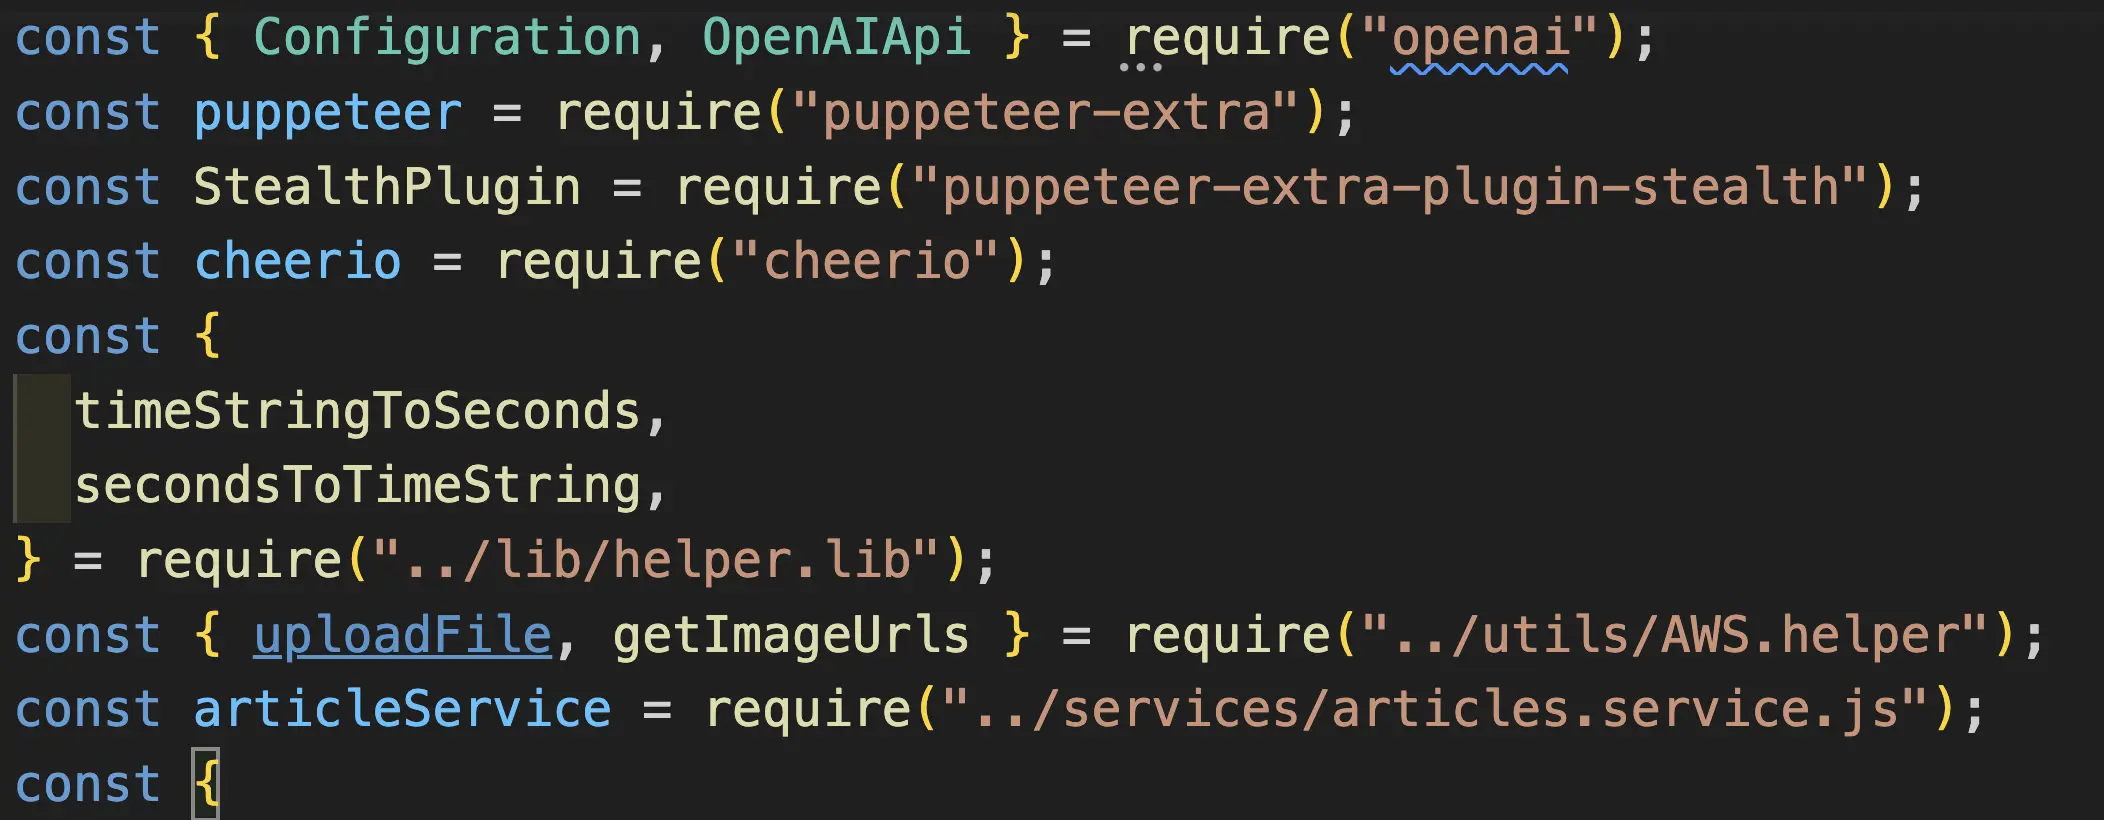 const { Configuration, OpenAIApi } = require("openai");
const puppeteer = require("puppeteer-extra");
const StealthPlugin = require("puppeteer-extra-plugin-stealth");
const cheerio = require("cheerio");
const {
  timeStringToSeconds,
  secondsToTimeString,
} = require("../lib/helper.lib");
const { uploadFile, getImageUrls } = require("../utils/AWS.helper");
const articleService = require("../services/articles.service.js");
const {